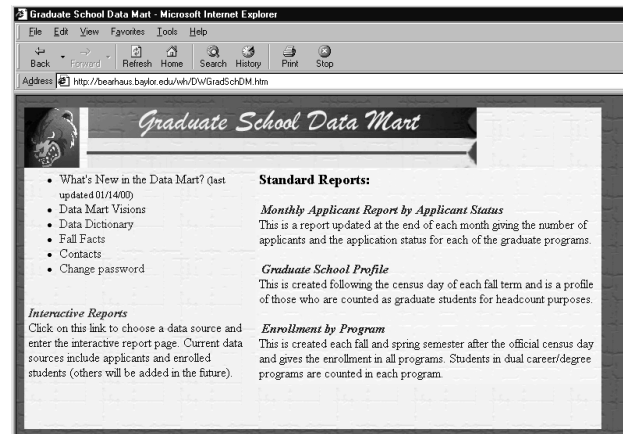 Graduate School Data Mart - Microsoft Internet Explorer
File Edit View Favorites Tools Help
Back Forward Refresh Home Search History Print Stop
Address http://bearhaus.baylor.edu/wh/DWGradSchDM.htm
Graduate School Data Mart
• What's New in the Data Mart? (last
updated 01/14/00)
• Data Mart Visions
• Data Dictionary
• Fall Facts
• Contacts
• Change password
Interactive Reports
Click on this link to choose a data source and
enter the interactive report page. Current data
sources include applicants and enrolled
students (others will be added in the future).
Standard Reports:
Monthly Applicant Report by Applicant Status
This is a report updated at the end of each month giving the number of
applicants and the application status for each of the graduate programs.
Graduate School Profile
This is created following the census day of each fall term and is a profile
of those who are counted as graduate students for headcount purposes.
Enrollment by Program
This is created each fall and spring semester after the official census day
and gives the enrollment in all programs. Students in dual career/degree
programs are counted in each program.